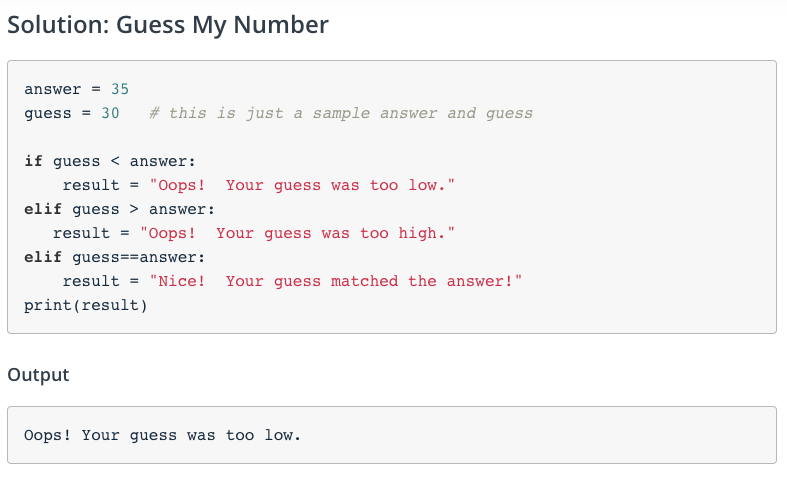 Solution: Guess My Number
answer = 35
guess = 30   # this is just a sample answer and guess

if guess < answer:
    result = "Oops!  Your guess was too low."
elif guess > answer:
   result = "Oops!  Your guess was too high."
elif guess==answer:
    result = "Nice!  Your guess matched the answer!"
print(result)
Output
Oops! Your guess was too low.